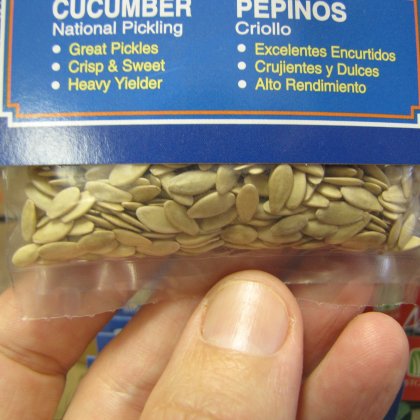 CUCUMBER
National Pickling
• Great Pickles
• Crisp & Sweet
• Heavy Yielder
PEPINOS
Criollo
• Excelentes Encurtidos
• Crujientes y Dulces
• Alto Rendimiento